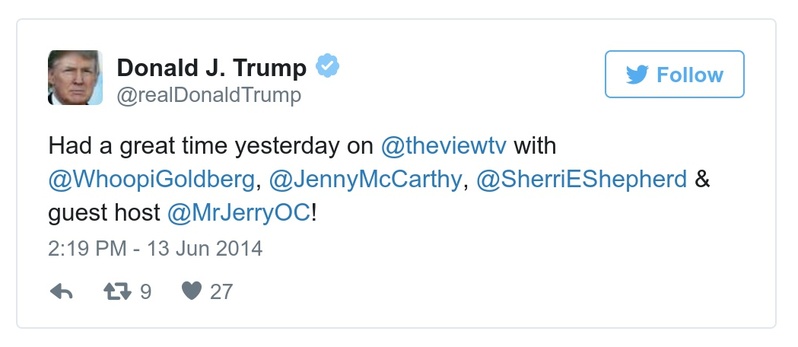 Donald J. Trump
@realDonaldTrump
Follow
Had a great time yesterday on @theviewtv with
@WhoopiGoldberg, @JennyMcCarthy, @SherriEShepherd &
guest host @MrJerryOC!
2:19 PM - 13 Jun 2014
9 27